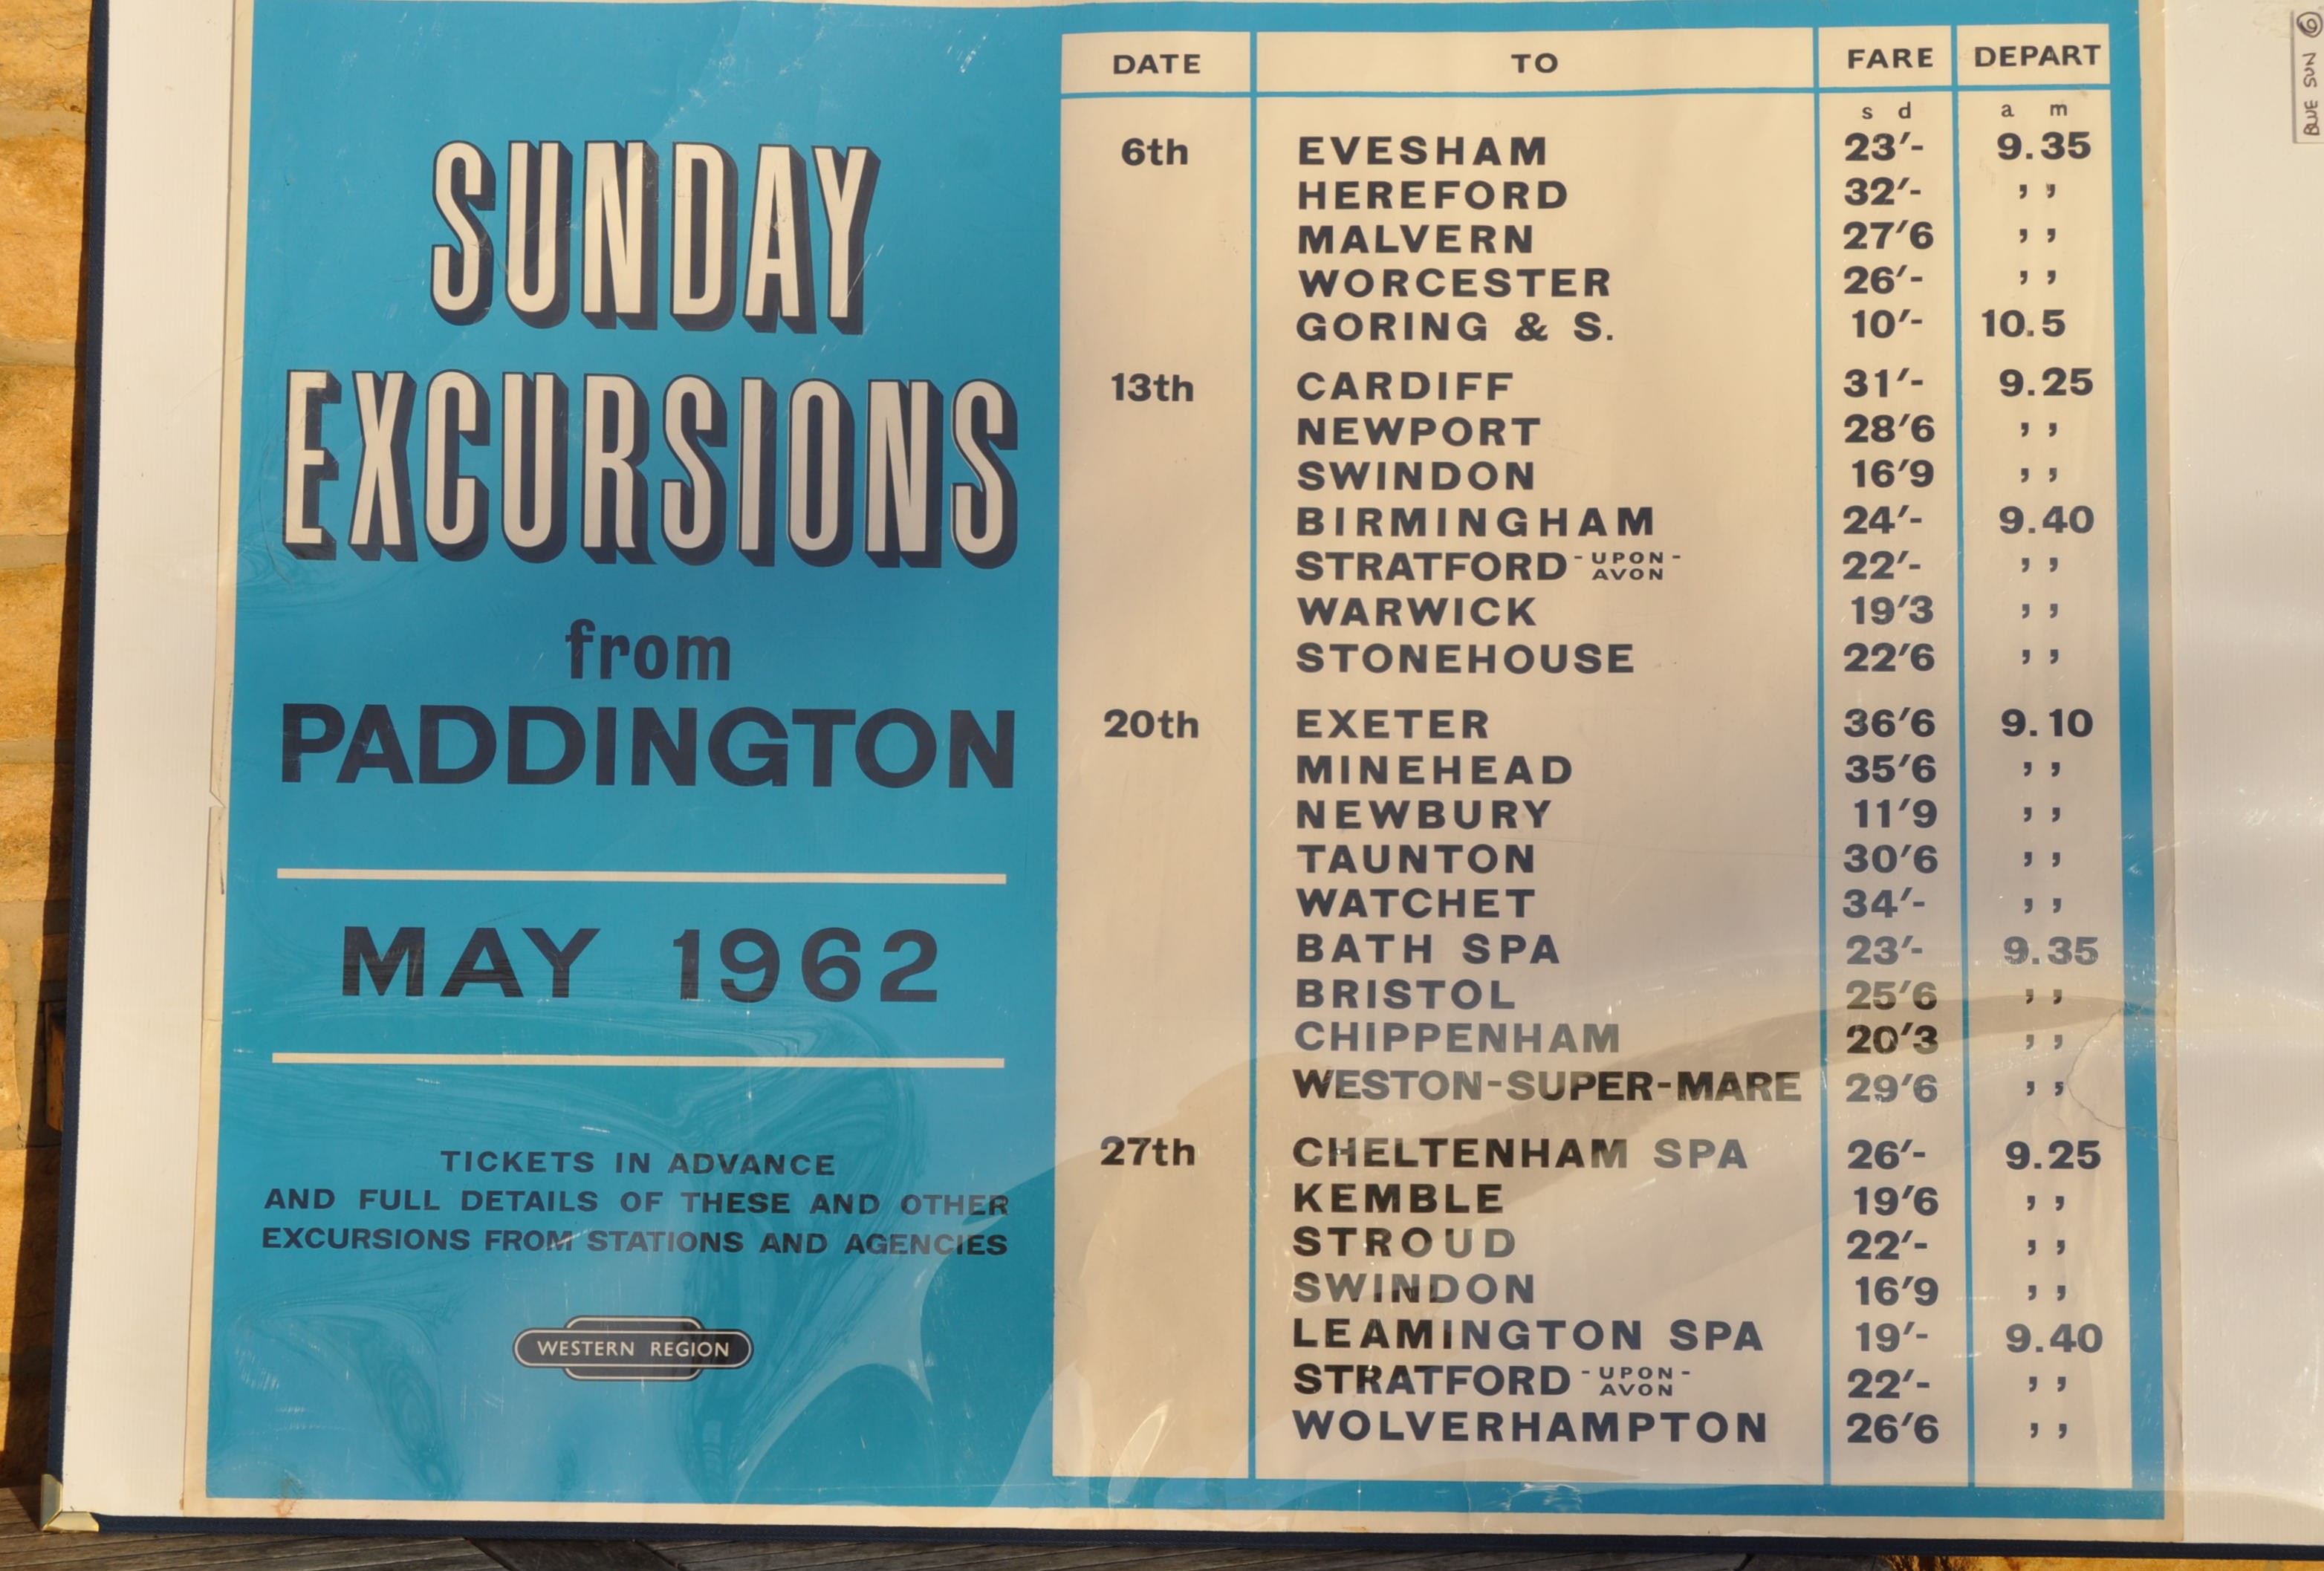 SUNDAY
EXCURSIONS
from
PADDINGTON
MAY 1962
TICKETS IN ADVANCE
AND FULL DETAILS OF THESE AND OTHER
EXCURSIONS FROM STATIONS AND AGENCIES
WESTERN REGION
DATE TO FARE DEPART
s d a m
6th EVESHAM 23′- 9.35
HEREFORD 32′- ,,
MALVERN 27′6 ,,
WORCESTER 26′- ,,
GORING & S. 10′- 10.5
13th CARDIFF 31′- 9.25
NEWPORT 28′6 ,,
SWINDON 16′9 ,,
BIRMINGHAM 24′- 9.40
STRATFORD-UPON-AVON 22′- ,,
WARWICK 19′3 ,,
STONEHOUSE 22′6 ,,
20th EXETER 36′6 9.10
MINEHEAD 35′6 ,,
NEWBURY 11′9 ,,
TAUNTON 30′6 ,,
WATCHET 34′- ,,
BATH SPA 23′- 9.35
BRISTOL 25′6 ,,
CHIPPENHAM 20′3 ,,
WESTON-SUPER-MARE 29′6 ,,
27th CHELTENHAM SPA 26′- 9.25
KEMBLE 19′6 ,,
STROUD 22′- ,,
SWINDON 16′9 ,,
LEAMINGTON SPA 19′- 9.40
STRATFORD-UPON-AVON 22′- ,,
WOLVERHAMPTON 26′6 ,,
BLUE SUN 6